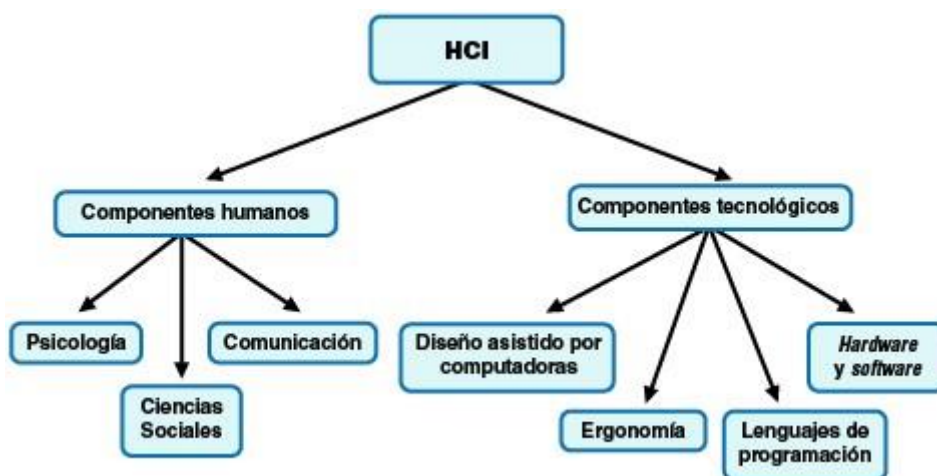 HCI
Componentes humanos
Componentes tecnológicos
Psicología
Comunicación
Ciencias
Sociales
Diseño asistido por
computadoras
Hardware
y software
Ergonomía
Lenguajes de
programación